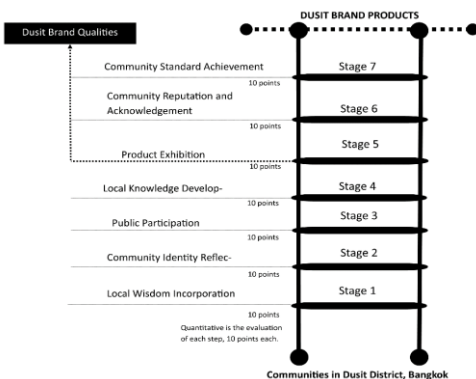 DUSIT BRAND PRODUCTS
Dusit Brand Qualities
Community Standard Achievement
Stage 7
10 points
Community Reputation and
Acknowledgement
Stage 6
10 points
Product Exhibition
Stage 5
10 points
Local Knowledge Develop-
Stage 4
10 points
Public Participation
Stage 3
10 points
Community Identity Reflec-
Stage 2
10 points
Local Wisdom Incorporation
Stage 1
10 points
Quantitative is the evaluation
of each step, 10 points each.
Communities in Dusit District, Bangkok